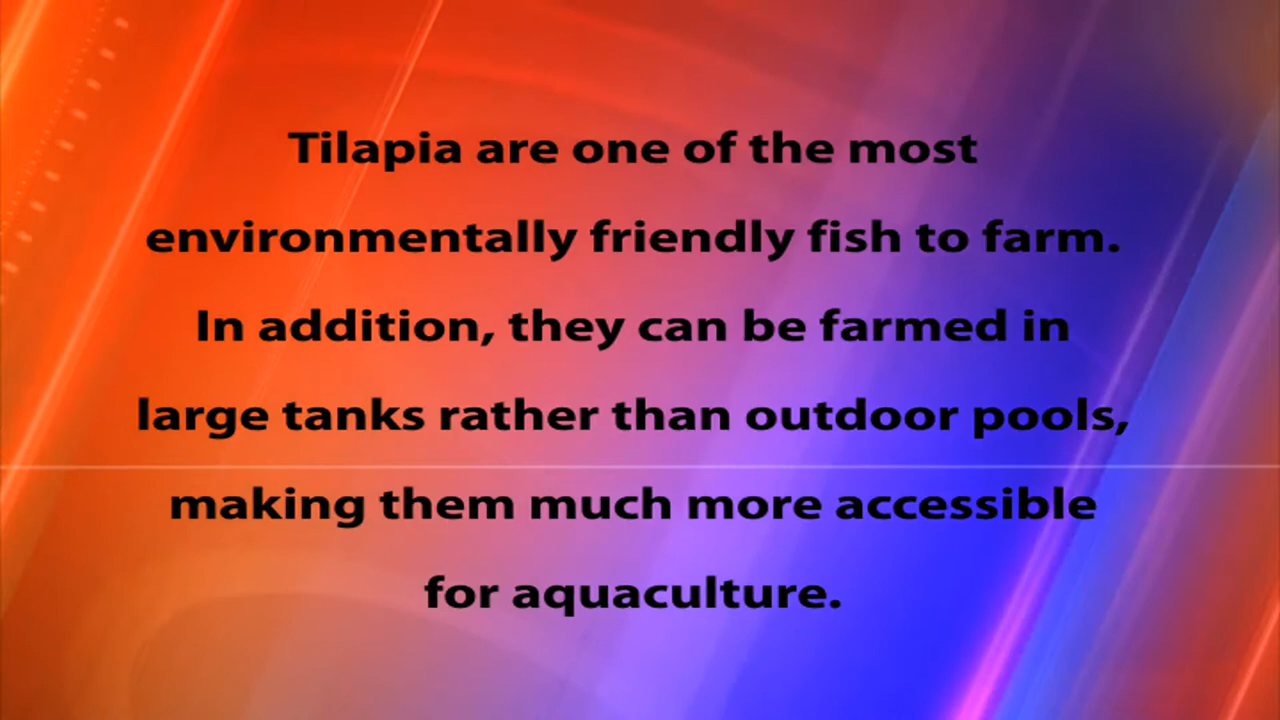 Tilapia are one of the most
environmentally friendly fish to farm.
In addition, they can be farmed in
large tanks rather than outdoor pools,
making them much more accessible
for aquaculture.